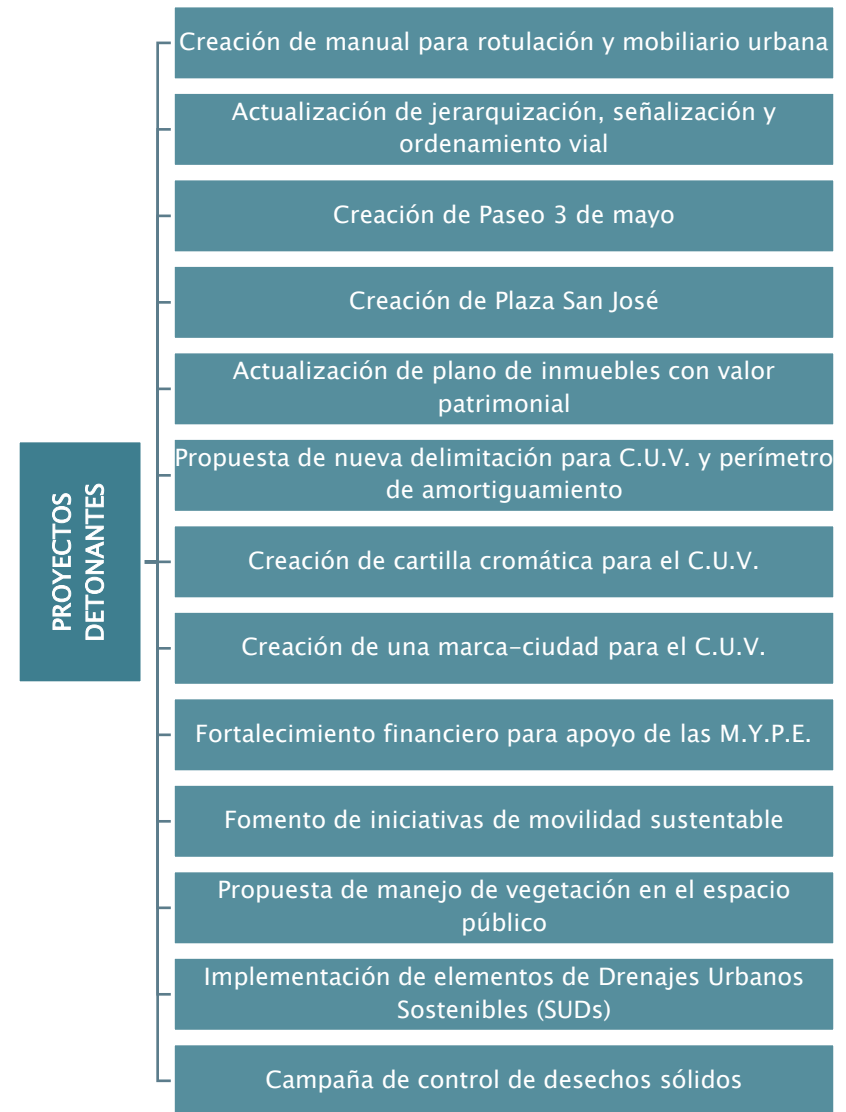 Creación de manual para rotulación y mobiliario urbana
Actualización de jerarquización, señalización y
ordenamiento vial
Creación de Paseo 3 de mayo
Creación de Plaza San José
Actualización de plano de inmuebles con valor
patrimonial
PROYECTOS
DETONANTES
Propuesta de nueva delimitación para C.U.V. y perímetro
de amortiguamiento
Creación de cartilla cromática para el C.U.V.
Creación de una marca-ciudad para el C.U.V.
Fortalecimiento financiero para apoyo de las M.Y.P.E.
Fomento de iniciativas de movilidad sustentable
Propuesta de manejo de vegetación en el espacio
público
Implementación de elementos de Drenajes Urbanos
Sostenibles (SUDs)
Campaña de control de desechos sólidos